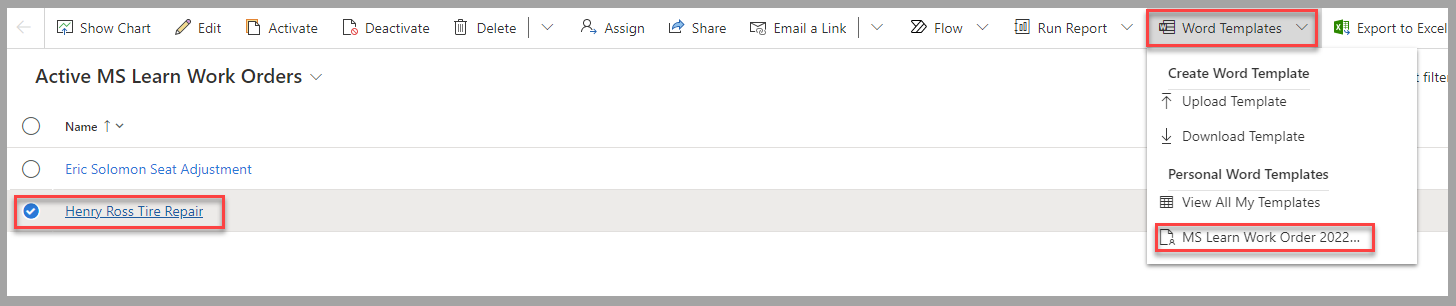 Show Chart Edit Activate Deactivate Delete Assign Share Email a Link Flow Run Report Word Templates Export to Excel
Active MS Learn Work Orders
Create Word Template
t filter
Upload Template
Name
Download Template
Eric Solomon Seat Adjustment
Personal Word Templates
View All My Templates
Henry Ross Tire Repair
MS Learn Work Order 2022...